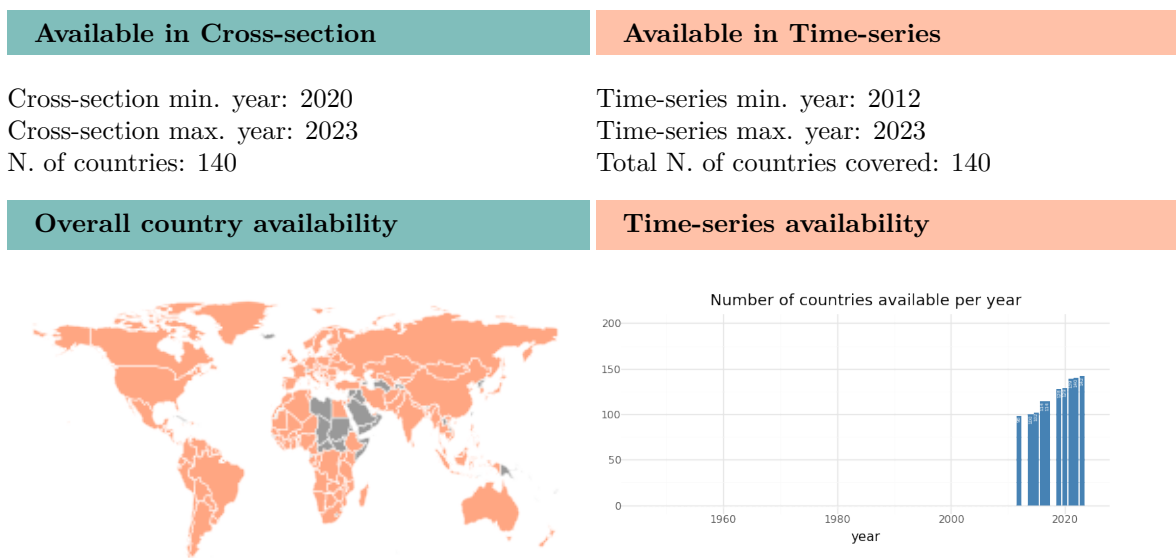 Available in Cross-section
Available in Time-series
Cross-section min. year: 2020
Cross-section max. year: 2023
N. of countries: 140
Time-series min. year: 2012
Time-series max. year: 2023
Total N. of countries covered: 140
Overall country availability
Time-series availability
Number of countries available per year
200
150
100
50
0
1960
1980
2000
2020
year